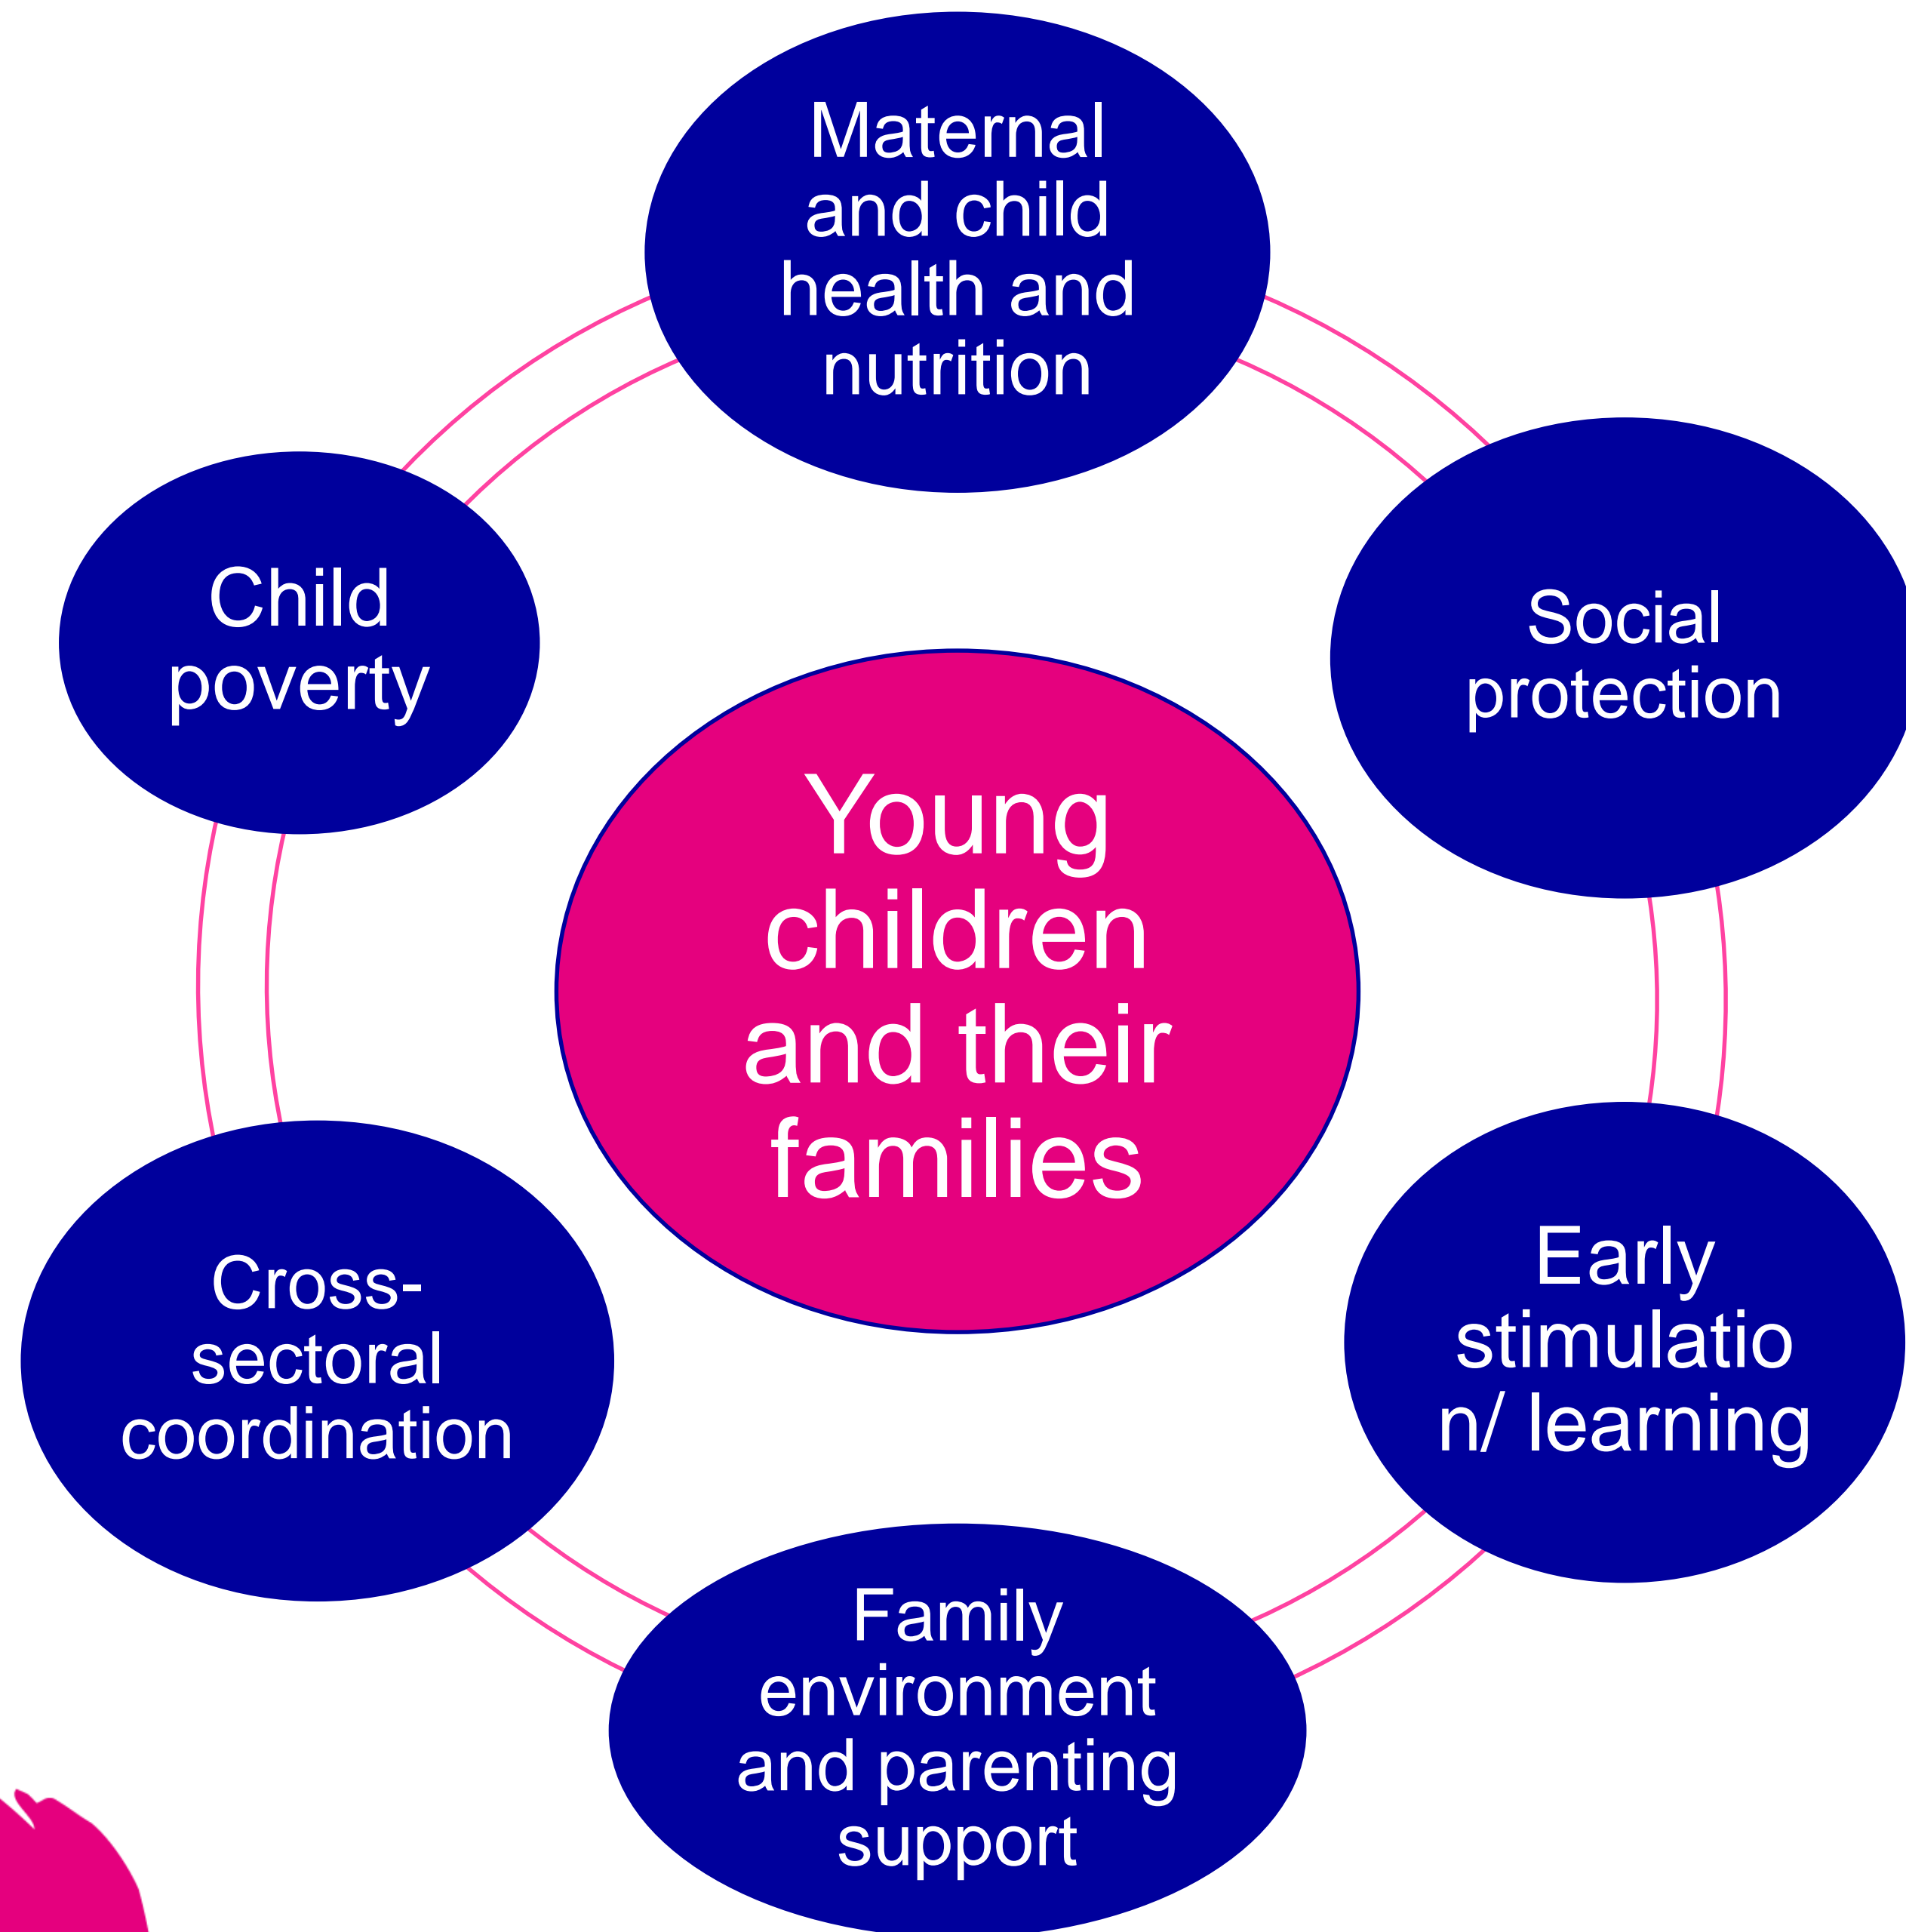 Maternal
and child
health and
nutrition
Social
protection
Early
stimulatio
n/ learning
Family
environment
and parenting
support
Cross-
sectoral
coordination
Child
poverty
Young
children
and their
families